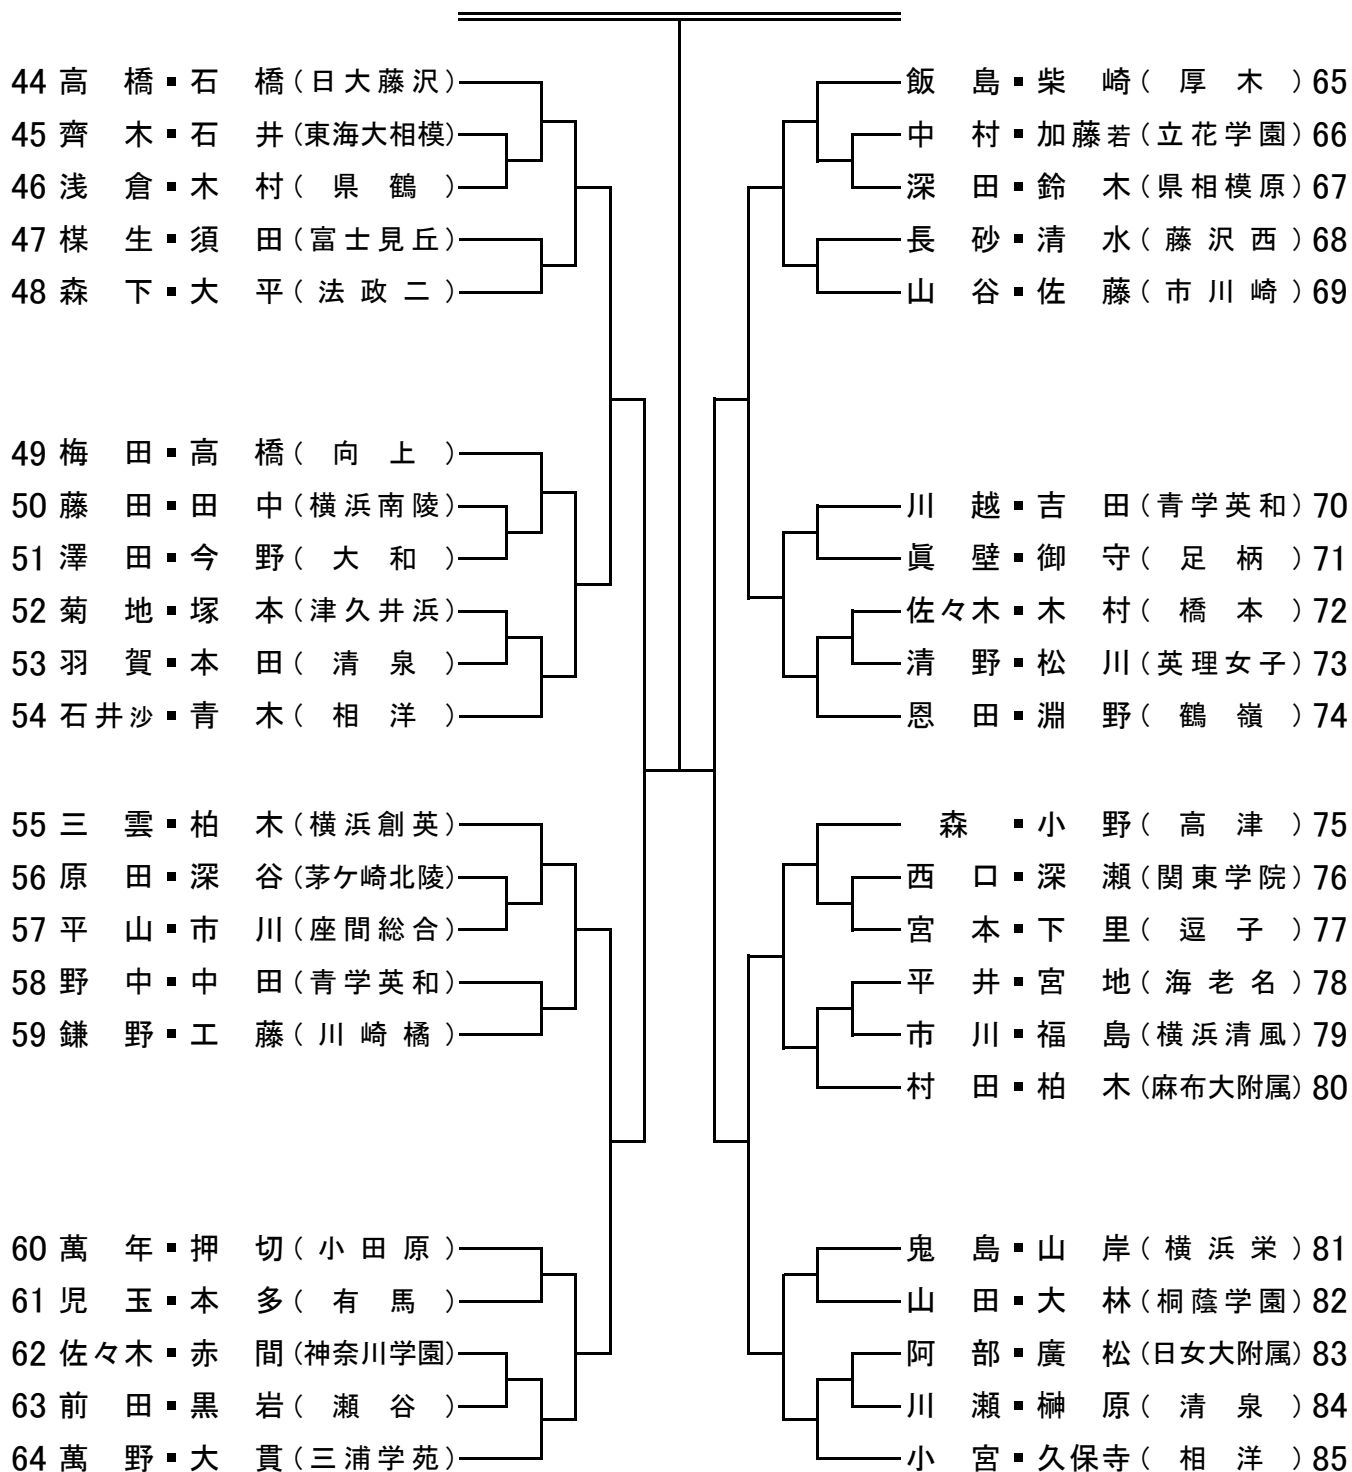 44 高橋・石橋(日大藤沢)
45 齊木・石井(東海大相模)
46 浅倉・木村(県鶴)
47 楳生・須田(富士見丘)
48 森下・大平(法政二)
49 梅田・高橋(向上)
50 藤田・田中(横浜南陵)
51 澤田・今野(大和)
52 菊地・塚本(津久井浜)
53 羽賀・本田(清泉)
54 石井沙・青木(相洋)
55 三雲・柏木(横浜創英)
56 原田・深谷(茅ケ崎北陵)
57 平山・市川(座間総合)
58 野中・中田(青学英和)
59 鎌野・工藤(川崎橘)
60 萬年・押切(小田原)
61 児玉・本多(有馬)
62 佐々木・赤間(神奈川学園)
63 前田・黒岩(瀬谷)
64 萬野・大貫(三浦学苑)
飯島・柴崎(厚木)65
中村・加藤若(立花学園)66
深田・鈴木(県相模原)67
長砂・清水(藤沢西)68
山谷・佐藤(市川崎)69
川越・吉田(青学英和)70
眞壁・御守(足柄)71
佐々木・木村(橋本)72
清野・松川(英理女子)73
恩田・淵野(鶴嶺)74
森・小野(高津)75
西口・深瀬(関東学院)76
宮本・下里(逗子)77
平井・宮地(海老名)78
市川・福島(横浜清風)79
村田・柏木(麻布大附属)80
鬼島・山岸(横浜栄)81
山田・大林(桐蔭学園)82
阿部・廣松(日女大附属)83
川瀬・榊原(清泉)84
小宮・久保寺(相洋)85